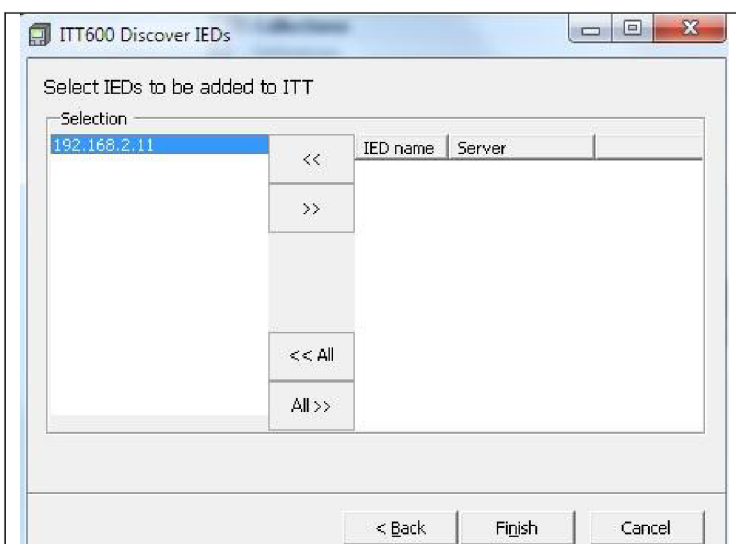 ITT600 Discover IEDs
Select IEDs to be added to ITT
Selection
192.168.2.11
<<
IED name Server
>>
<< All
All >>
< Back Finish Cancel